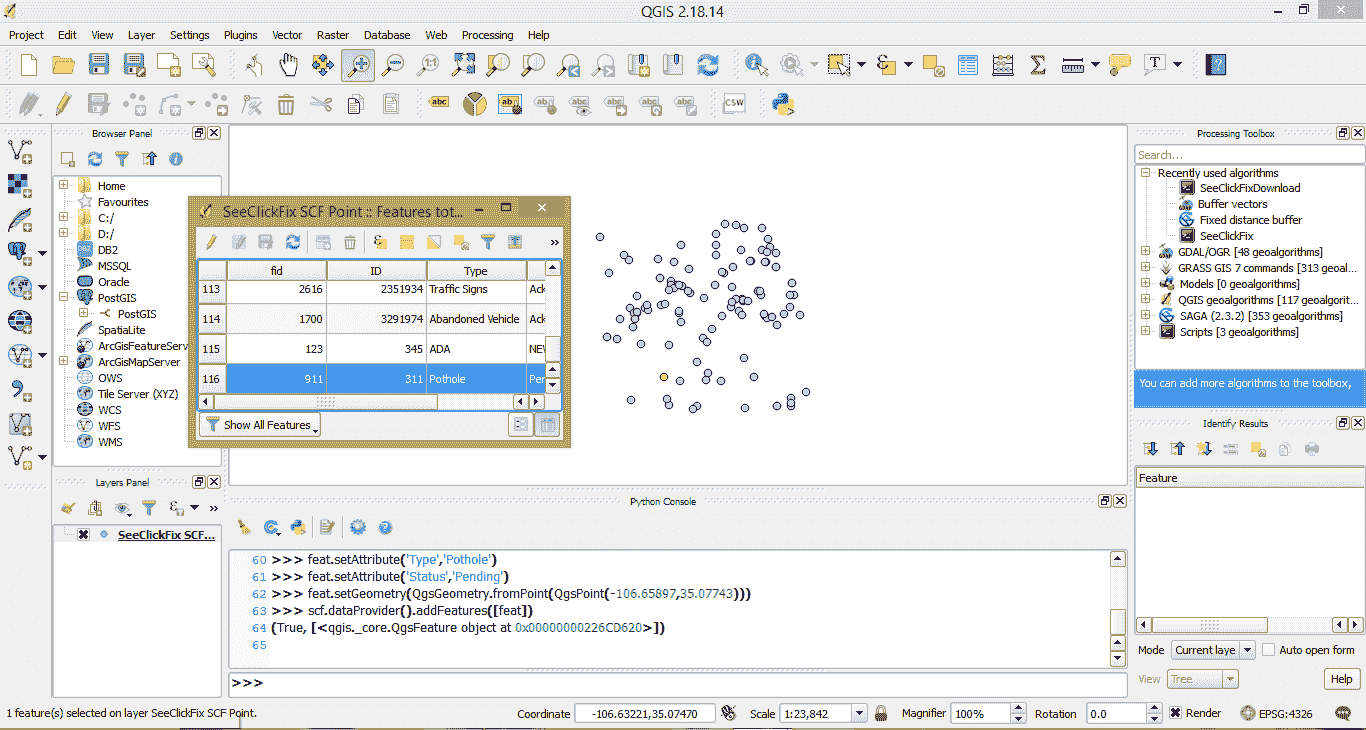 QGIS 2.18.14
Project Edit View Layer Settings Plugins Vector Raster Database Web Processing Help
abc
CSW
Browser Panel
Home
Favourites
C:/
D:/
DB2
MSSQL
Oracle
PostGIS
PostGIS
SpatiaLite
ArcGisFeatureServ
ArcGisMapServer
OWS
Tile Server (XYZ)
WCS
WFS
WMS
SeeClickFix SCF Point :: Features tot...
fid ID Type
113 2616 2351934 Traffic Signs Ack
114 1700 3291974 Abandoned Vehicle Ack
115 123 345 ADA NEW
116 911 311 Pothole Per
Show All Features
Layers Panel
SeeClickFix SCF...
Python Console
60 >>> feat.setAttribute('Type','Pothole')
61 >>> feat.setAttribute('Status','Pending')
62 >>> feat.setGeometry(QgsGeometry.fromPoint(QgsPoint(-106.65897,35.07743)))
63 >>> scf.dataProvider().addFeatures([feat])
64 (True, [<qgis._core.QgsFeature object at 0x00000000226CD620>])
65
>>>
Processing Toolbox
Search...
Recently used algorithms
SeeClickFixDownload
Buffer vectors
Fixed distance buffer
SeeClickFix
GDAL/OGR [48 geoalgorithms]
GRASS GIS 7 commands [313 geoal...
Models [0 geoalgorithms]
QGIS geoalgorithms [117 geoalgorit...
SAGA (2.3.2) [353 geoalgorithms]
Scripts [3 geoalgorithms]
You can add more algorithms to the toolbox,
Identify Results
Feature
Mode Current laye Auto open form
View Tree Help
1 feature(s) selected on layer SeeClickFix SCF Point.
Coordinate -106.63221,35.07470 Scale 1:23,842 Magnifier 100% Rotation 0.0 Render EPSG:4326